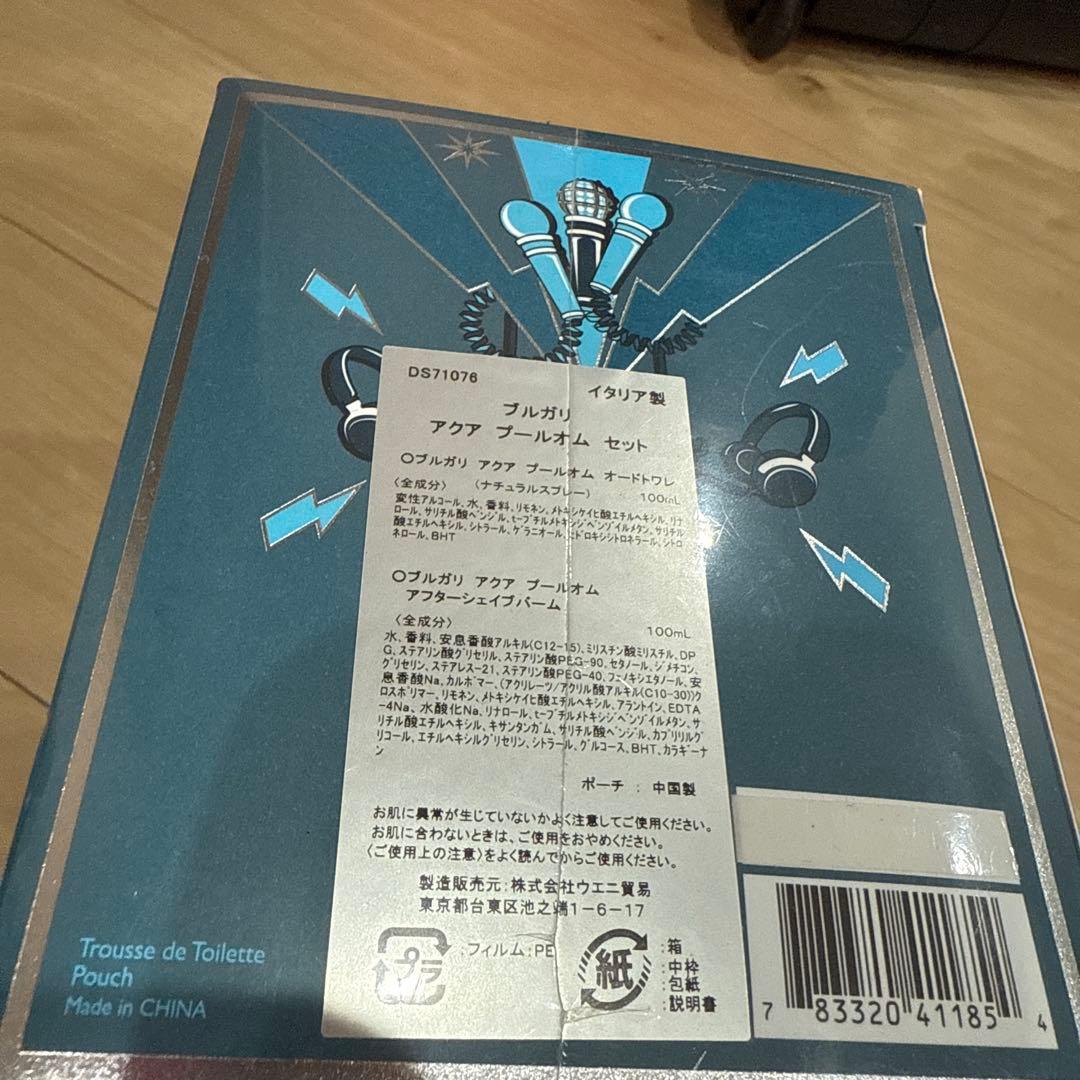 DS71076
イタリア製
ブルガリ
アクア プールオム セット
○ブルガリ アクア プールオム オードトワレ
〈全成分〉 (ナチュラルスプレー) 100mL
変性アルコール、水、香料、リモネン、メトキシケイヒ酸エチルヘキシル、リナ
ロール、サリチル酸ベンジル、t-ブチルメトキシジベンゾイルメタン、サリチル
酸エチルヘキシル、シトラール、ゲラニオール、ヒドロキシシトロネラール、シトロ
ネロール、BHT
○ブルガリ アクア プールオム
アフターシェイブバーム
〈全成分〉 100mL
水、香料、安息香酸アルキル(C12-15)、ミリスチン酸ミリスチル、DP
G、ステアリン酸グリセリル、ステアリン酸PEG-90、セタノール、ジメチコン、
グリセリン、ステアレス-21、ステアリン酸PEG-40、フェノキシエタノール、安
息香酸Na、カルボマー、(アクリレーツ/アクリル酸アルキル(C10-30))ク
ロスポリマー、リモネン、メトキシケイヒ酸エチルヘキシル、アラントイン、EDTA
-4Na、水酸化Na、リナロール、t-ブチルメトキシジベンゾイルメタン、サ
リチル酸エチルヘキシル、キサンタンガム、サリチル酸ベンジル、カプリリルグ
リコール、エチルヘキシルグリセリン、シトラール、グルコース、BHT、カラギーナ
ン
ポーチ : 中国製
お肌に異常が生じていないかよく注意してご使用ください。
お肌に合わないときは、ご使用をおやめください。
〈ご使用上の注意〉をよく読んでからご使用ください。
製造販売元:株式会社ウエニ貿易
東京都台東区池之端1-6-17
プラ
:フィルム:PE
紙
:箱
:中枠
:包紙
:説明書
Trousse de Toilette
Pouch
Made in CHINA
7 83320 41185 4